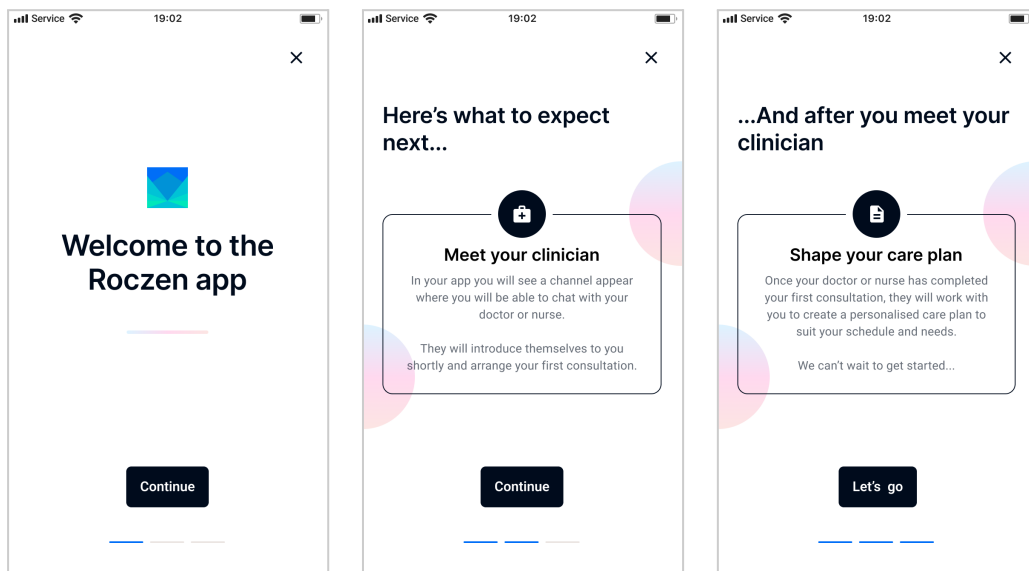 Service 19:02
Welcome to the
Roczen app
Continue
Service 19:02
Here’s what to expect
next...
Meet your clinician
In your app you will see a channel appear
where you will be able to chat with your
doctor or nurse.
They will introduce themselves to you
shortly and arrange your first consultation.
Continue
Service 19:02
...And after you meet your
clinician
Shape your care plan
Once your doctor or nurse has completed
your first consultation, they will work with
you to create a personalised care plan to
suit your schedule and needs.
We can’t wait to get started...
Let’s go